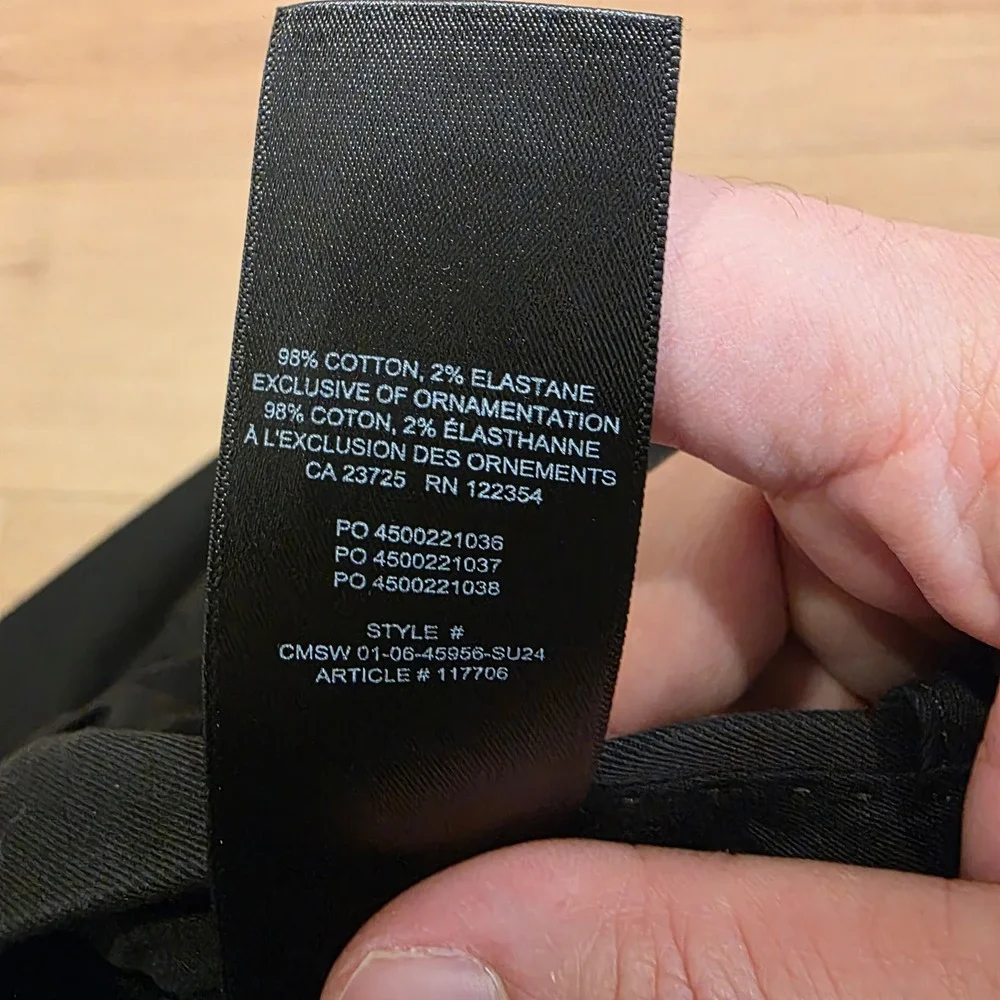 98% COTTON, 2% ELASTANE
EXCLUSIVE OF ORNAMENTATION
98% COTON, 2% ÉLASTHANNE
À L'EXCLUSION DES ORNEMENTS
CA 23725 RN 122354
PO 4500221036
PO 4500221037
PO 4500221038
STYLE #
CMSW 01-06-45956-SU24
ARTICLE # 117706